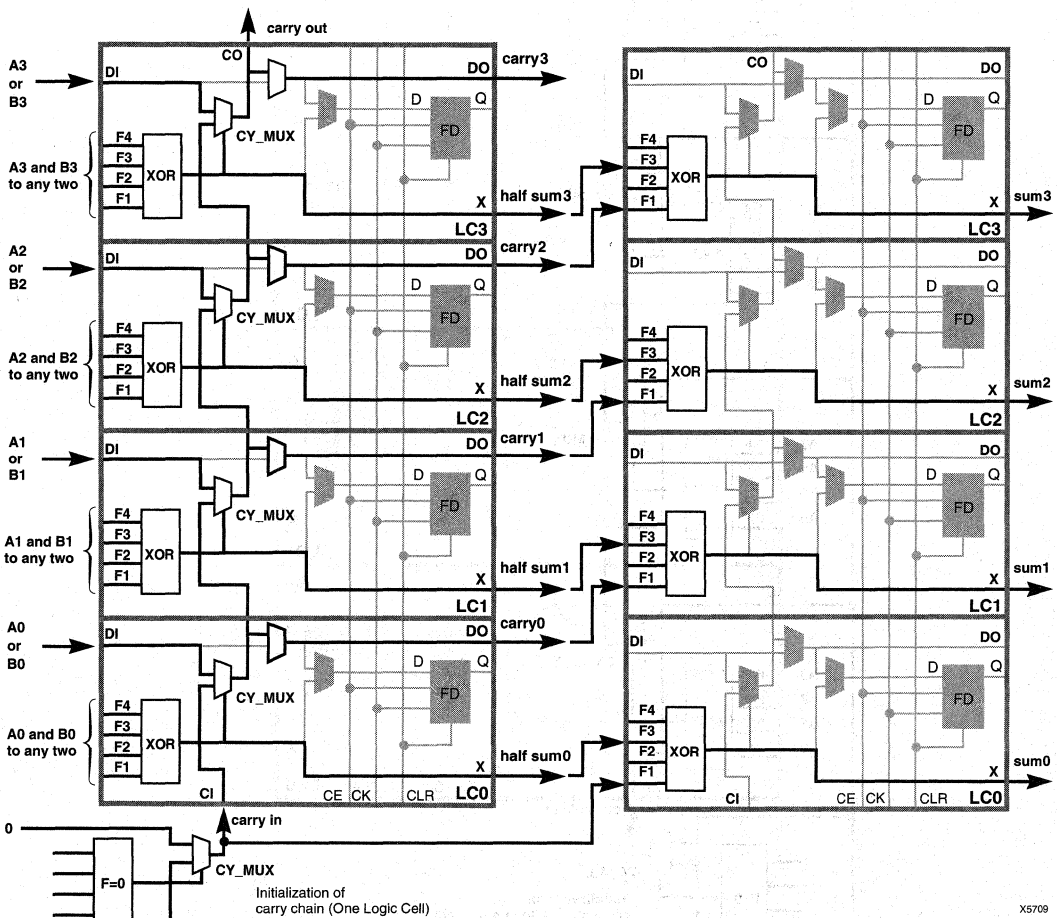 carry out
CO
carry3
DI
DO
A3
or
B3
D
Q
FD
CY_MUX
A3 and B3
to any two
F4
F3
F2
F1
XOR
X
half sum3
LC3
CO
DI
DO
D
Q
FD
F4
F3
F2
F1
XOR
X
sum3
LC3
A2
or
B2
DI
DO
carry2
D
Q
FD
CY_MUX
A2 and B2
to any two
F4
F3
F2
F1
XOR
X
half sum2
LC2
DI
DO
D
Q
FD
F4
F3
F2
F1
XOR
X
sum2
LC2
A1
or
B1
DI
DO
carry1
D
Q
FD
CY_MUX
A1 and B1
to any two
F4
F3
F2
F1
XOR
X
half sum1
LC1
DI
DO
D
Q
FD
F4
F3
F2
F1
XOR
X
sum1
LC1
A0
or
B0
DI
DO
carry0
D
Q
FD
CY_MUX
A0 and B0
to any two
F4
F3
F2
F1
XOR
X
half sum0
CI
CE
CK
CLR
LC0
DI
DO
D
Q
FD
F4
F3
F2
F1
XOR
X
sum0
CI
CE
CK
CLR
LC0
carry in
0
F=0
CY_MUX
Initialization of
carry chain (One Logic Cell)
X5709